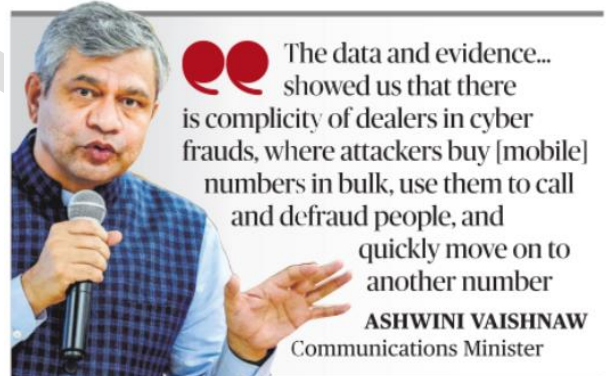 The data and evidence...
showed us that there
is complicity of dealers in cyber
frauds, where attackers buy [mobile]
numbers in bulk, use them to call
and defraud people, and
quickly move on to
another number
ASHWINI VAISHNAW
Communications Minister